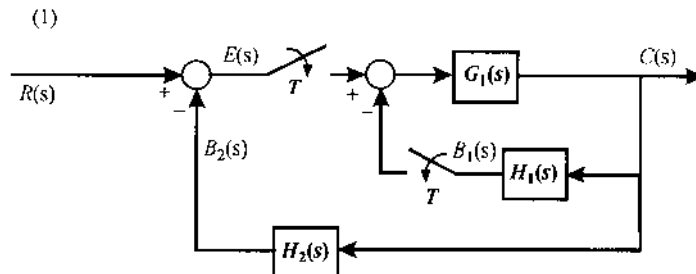 (1)
E(s)
C(s)
R(s)
+
−
T
+
−
G₁(s)
B₂(s)
B₁(s)
T
H₁(s)
H₂(s)